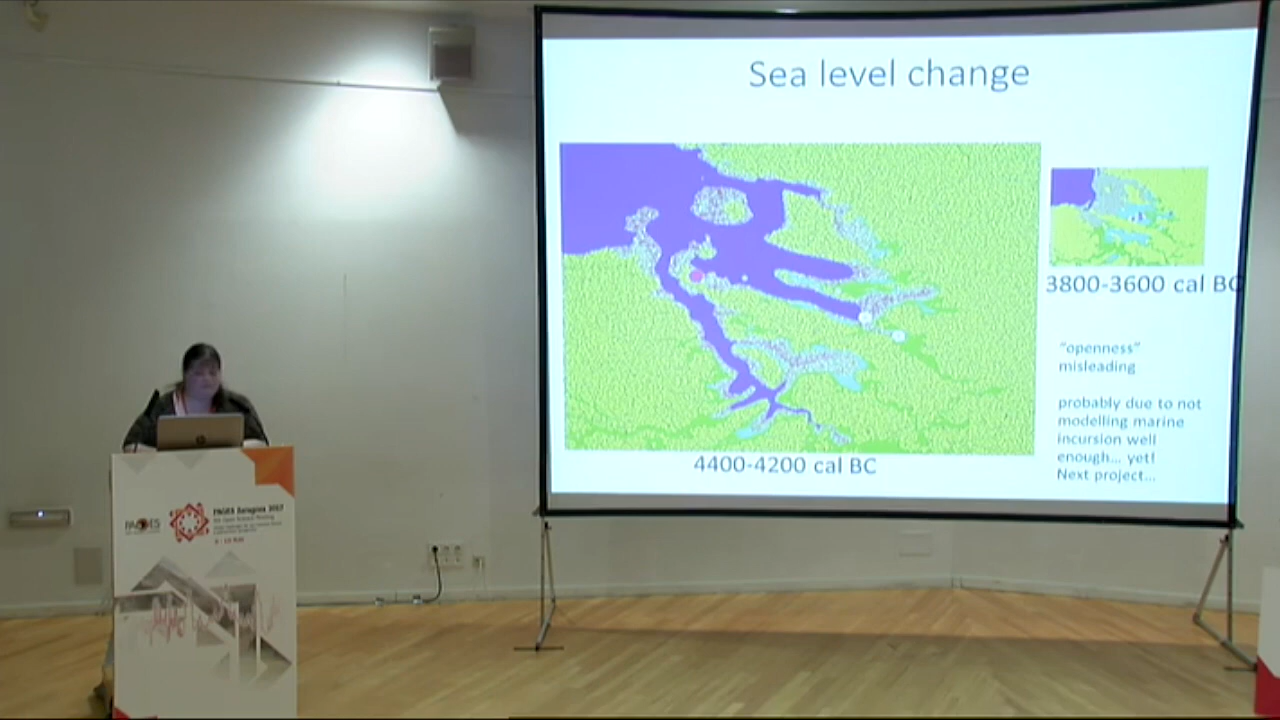 Sea level change
3800-3600 cal BC
"openness"
misleading
probably due to not
modelling marine
incursion well
enough... yet!
Next project...
4400-4200 cal BC
PAGES
PAGES Zaragoza 2017